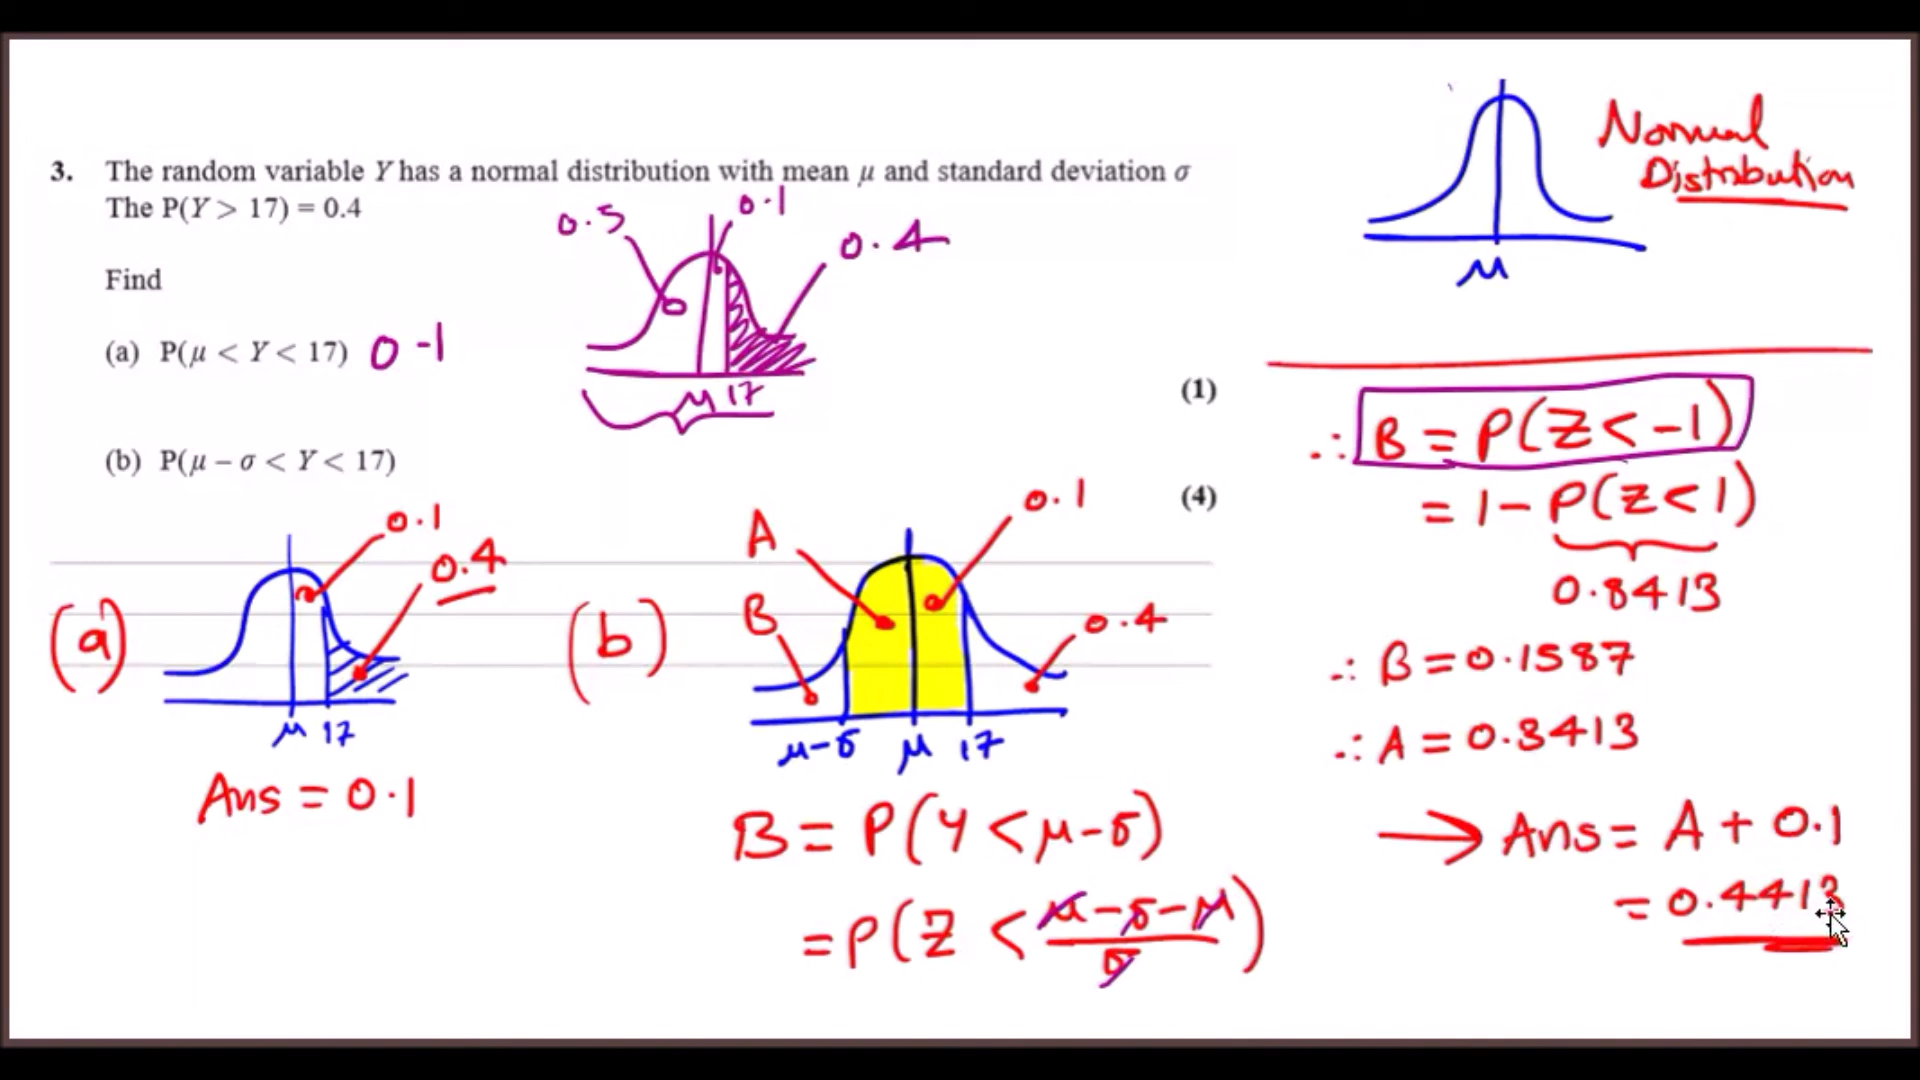 Normal
Distribution
μ
3. The random variable Y has a normal distribution with mean μ and standard deviation σ
The P(Y > 17) = 0.4
0.5
0.1
0.4
μ 17
Find
(a) P(μ < Y < 17) 0-1
(1)
(b) P(μ − σ < Y < 17)
(4)
(a)
0.1
0.4
μ 17
Ans = 0.1
(b)
A
B
0.1
0.4
μ-σ μ 17
B = P(Y < μ-σ)
= P(Z < μ-σ-μ
σ)
∴ B = P(Z < -1)
= 1 - P(Z < 1)
0.8413
∴ B = 0.1587
∴ A = 0.3413
→ Ans = A + 0.1
= 0.4413